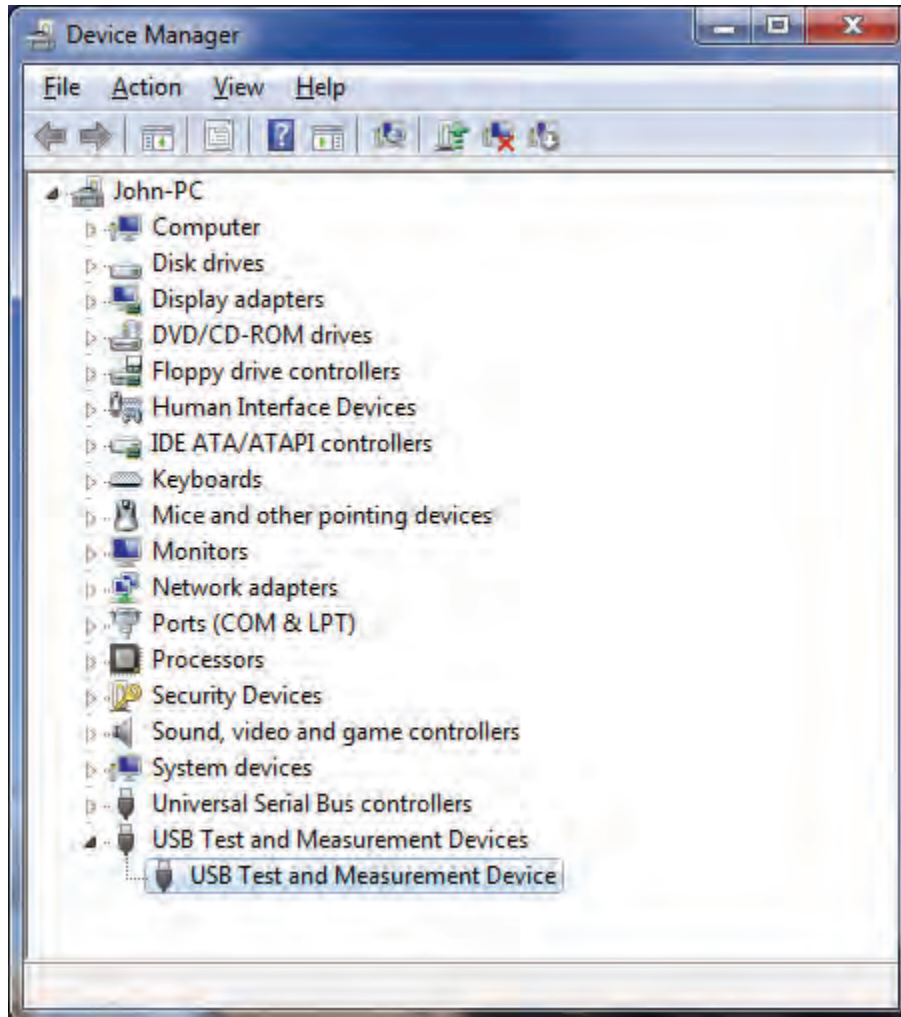 Device Manager
File Action View Help
John-PC
Computer
Disk drives
Display adapters
DVD/CD-ROM drives
Floppy drive controllers
Human Interface Devices
IDE ATA/ATAPI controllers
Keyboards
Mice and other pointing devices
Monitors
Network adapters
Ports (COM & LPT)
Processors
Security Devices
Sound, video and game controllers
System devices
Universal Serial Bus controllers
USB Test and Measurement Devices
USB Test and Measurement Device